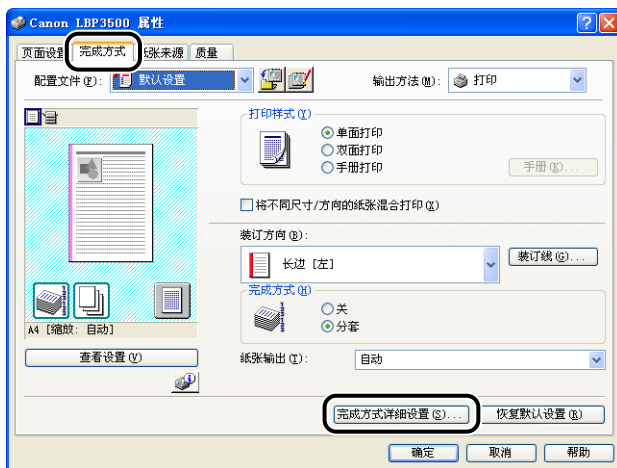 Canon LBP3500 属性
页面设置 完成方式 纸张来源 质量
配置文件(F): 默认设置 输出方法(M): 打印
打印样式(Y)
单面打印
双面打印
手册打印 手册(K)...
将不同尺寸/方向的纸张混合打印(X)
装订方向(B):
长边 [左] 装订线(G)...
完成方式(H)
关
分套
A4 [缩放: 自动]
查看设置(V) 纸张输出(T): 自动
完成方式详细设置(S)... 恢复默认设置(R)
确定 取消 帮助